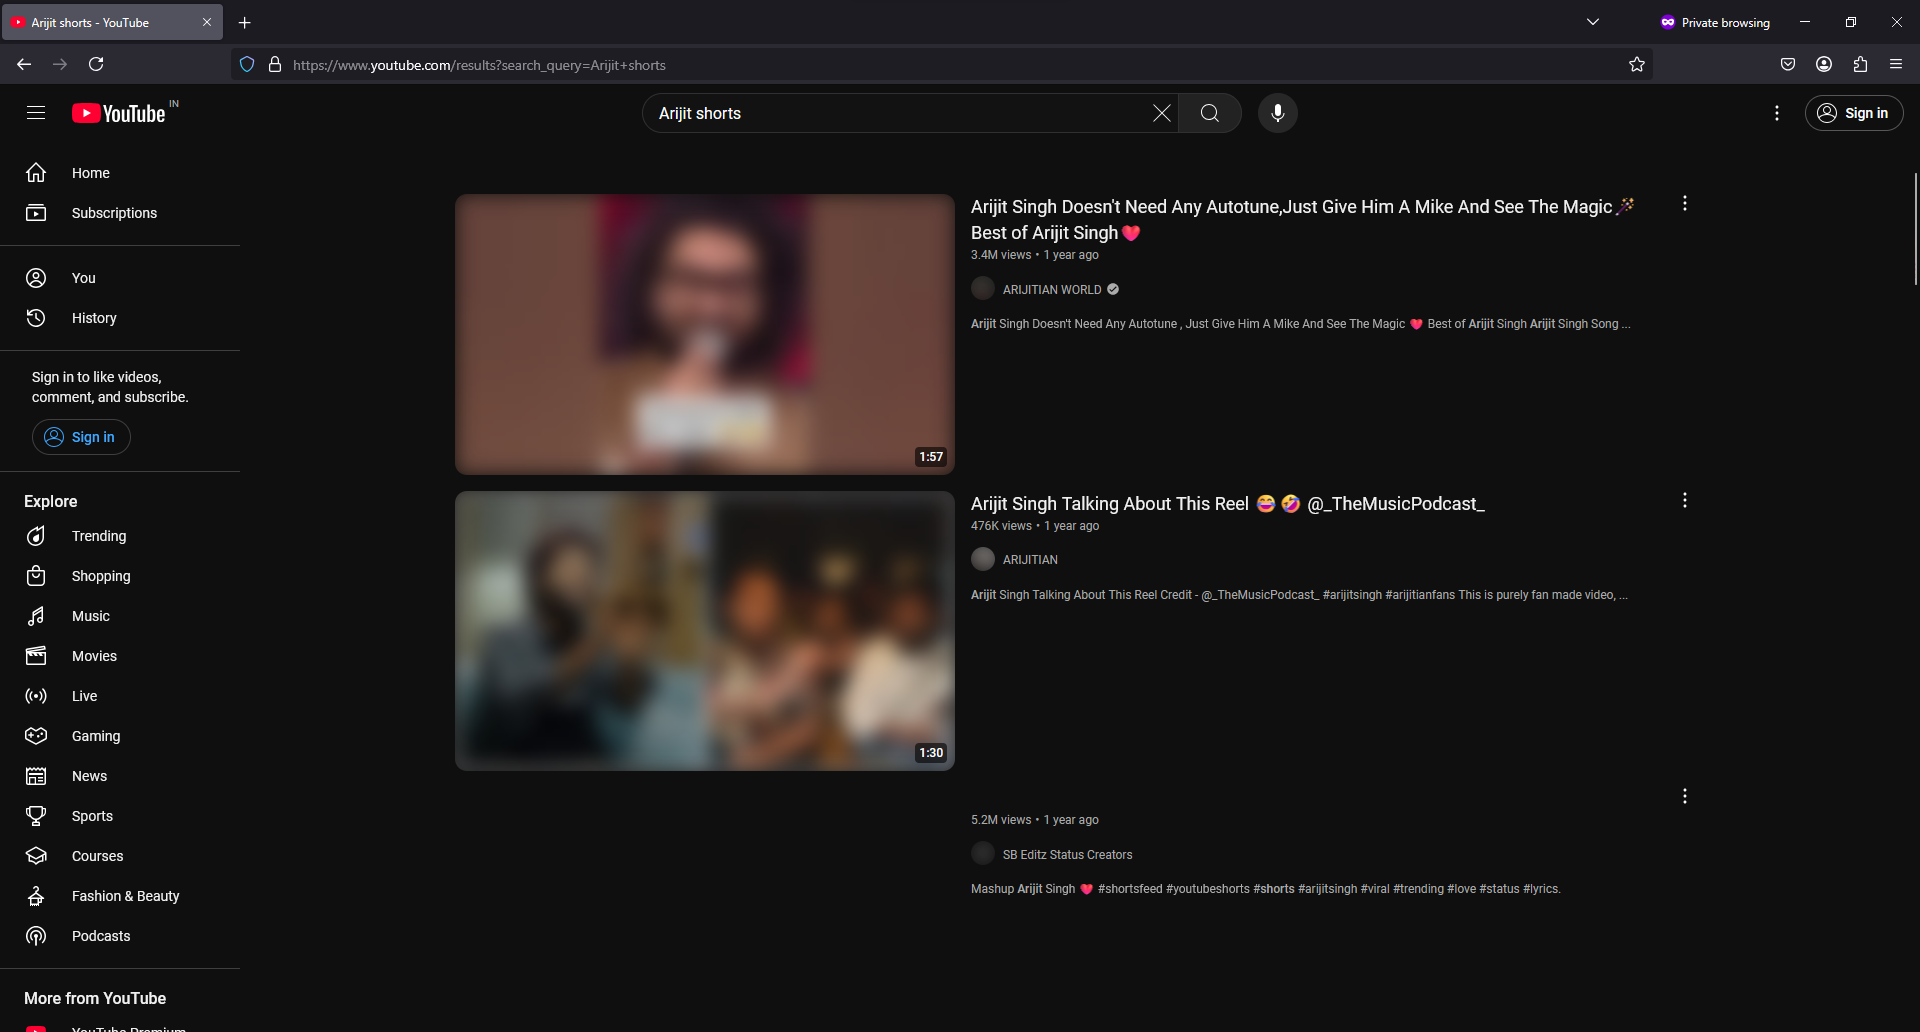 Arijit shorts - YouTube
Private browsing
https://www.youtube.com/results?search_query=Arijit+shorts
YouTube IN
Arijit shorts
Sign in
Home
Subscriptions
You
History
Sign in to like videos,
comment, and subscribe.
Sign in
Explore
Trending
Shopping
Music
Movies
Live
Gaming
News
Sports
Courses
Fashion & Beauty
Podcasts
More from YouTube
YouTube Premium
1:57
Arijit Singh Doesn't Need Any Autotune,Just Give Him A Mike And See The Magic🪄
Best of Arijit Singh❤️
3.4M views • 1 year ago
ARIJITIAN WORLD
Arijit Singh Doesn't Need Any Autotune , Just Give Him A Mike And See The Magic ❤️ Best of Arijit Singh Arijit Singh Song ...
1:30
Arijit Singh Talking About This Reel 😂🤣 @_TheMusicPodcast_
476K views • 1 year ago
ARIJITIAN
Arijit Singh Talking About This Reel Credit - @_TheMusicPodcast_ #arijitsingh #arijitianfans This is purely fan made video, ...
5.2M views • 1 year ago
SB Editz Status Creators
Mashup Arijit Singh ❤️ #shortsfeed #youtubeshorts #shorts #arijitsingh #viral #trending #love #status #lyrics.